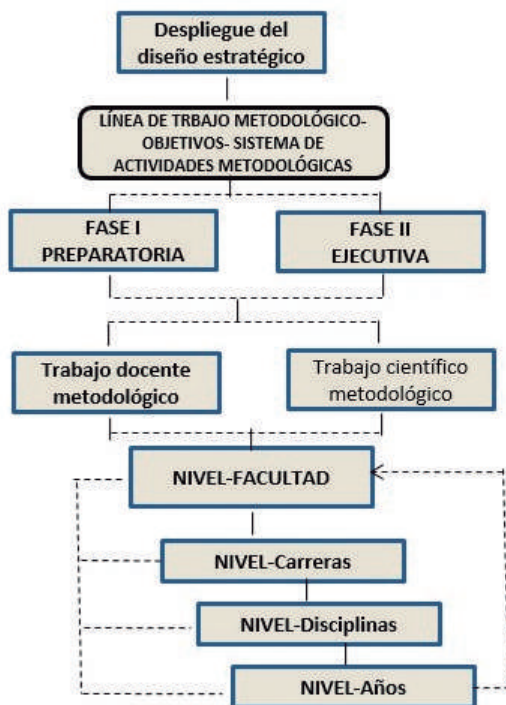 Despliegue del
diseño estratégico
LÍNEA DE TRBAJO METODOLÓGICO-
OBJETIVOS- SISTEMA DE
ACTIVIDADES METODOLÓGICAS
FASE I
PREPARATORIA
FASE II
EJECUTIVA
Trabajo docente
metodológico
Trabajo científico
metodológico
NIVEL-FACULTAD
NIVEL-Carreras
NIVEL-Disciplinas
NIVEL-Años